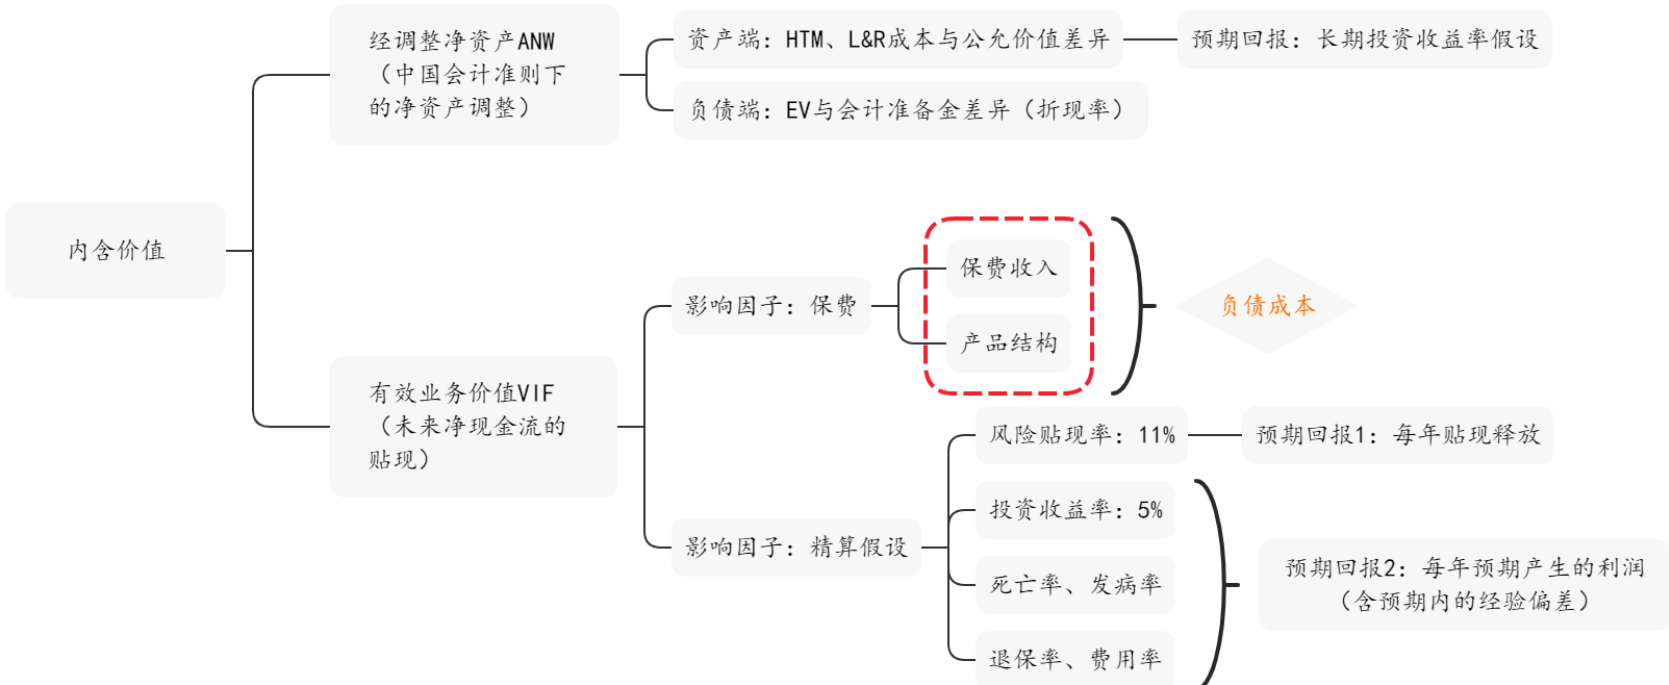 内含价值
经调整净资产ANW
（中国会计准则下
的净资产调整）
资产端：HTM、L&R成本与公允价值差异
预期回报：长期投资收益率假设
负债端：EV与会计准备金差异（折现率）
有效业务价值VIF
（未来净现金流的
贴现）
影响因子：保费
保费收入
产品结构
负债成本
影响因子：精算假设
风险贴现率：11%
预期回报1：每年贴现释放
投资收益率：5%
死亡率、发病率
退保率、费用率
预期回报2：每年预期产生的利润
（含预期内的经验偏差）